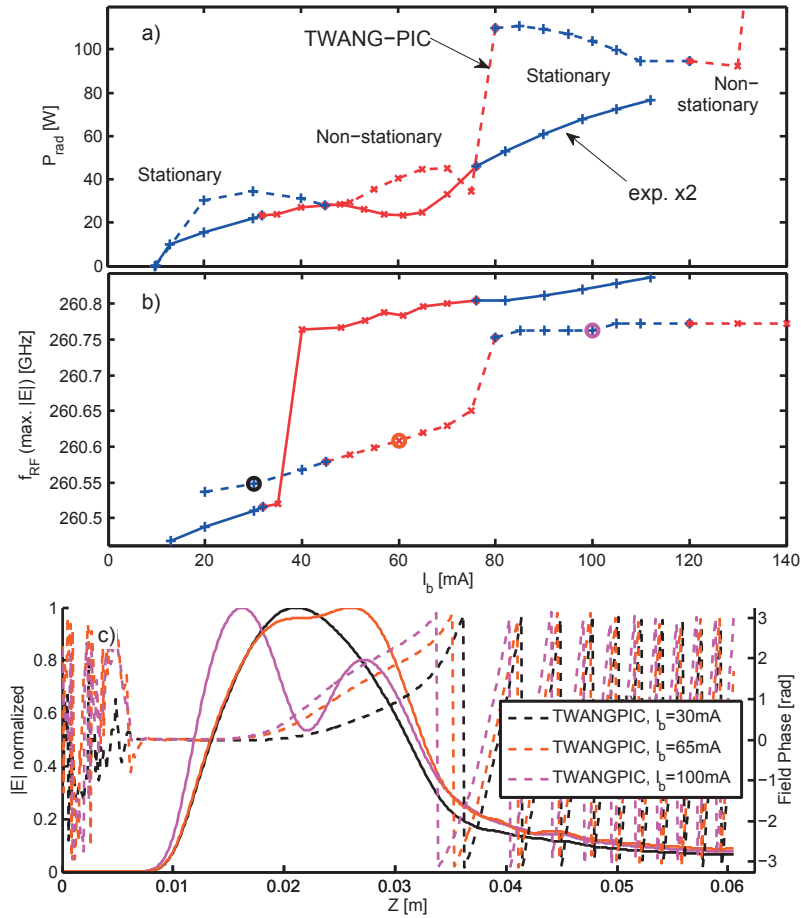 a)
TWANG−PIC
Stationary
Non−stationary
Stationary
Non−
stationary
exp. x2
P_rad [W]
100
80
60
40
20
0
b)
f_RF (max. |E|) [GHz]
260.8
260.75
260.7
260.65
260.6
260.55
260.5
0 20 40 60 80 100 120 140
I_b [mA]
c)
|E| normalized
1
0.8
0.6
0.4
0.2
0
3
2
1
0
−1
−2
−3
Field Phase [rad]
TWANGPIC, I_b=30mA
TWANGPIC, I_b=65mA
TWANGPIC, I_b=100mA
0 0.01 0.02 0.03 0.04 0.05 0.06
Z [m]